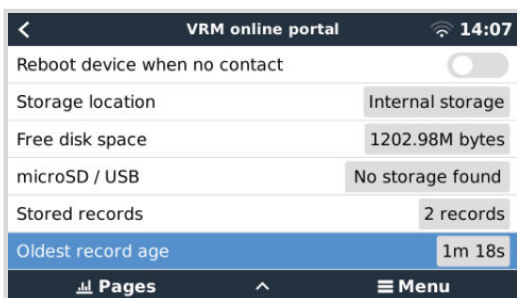 VRM online portal 14:07
Reboot device when no contact
Storage location Internal storage
Free disk space 1202.98M bytes
microSD / USB No storage found
Stored records 2 records
Oldest record age 1m 18s
Pages Menu